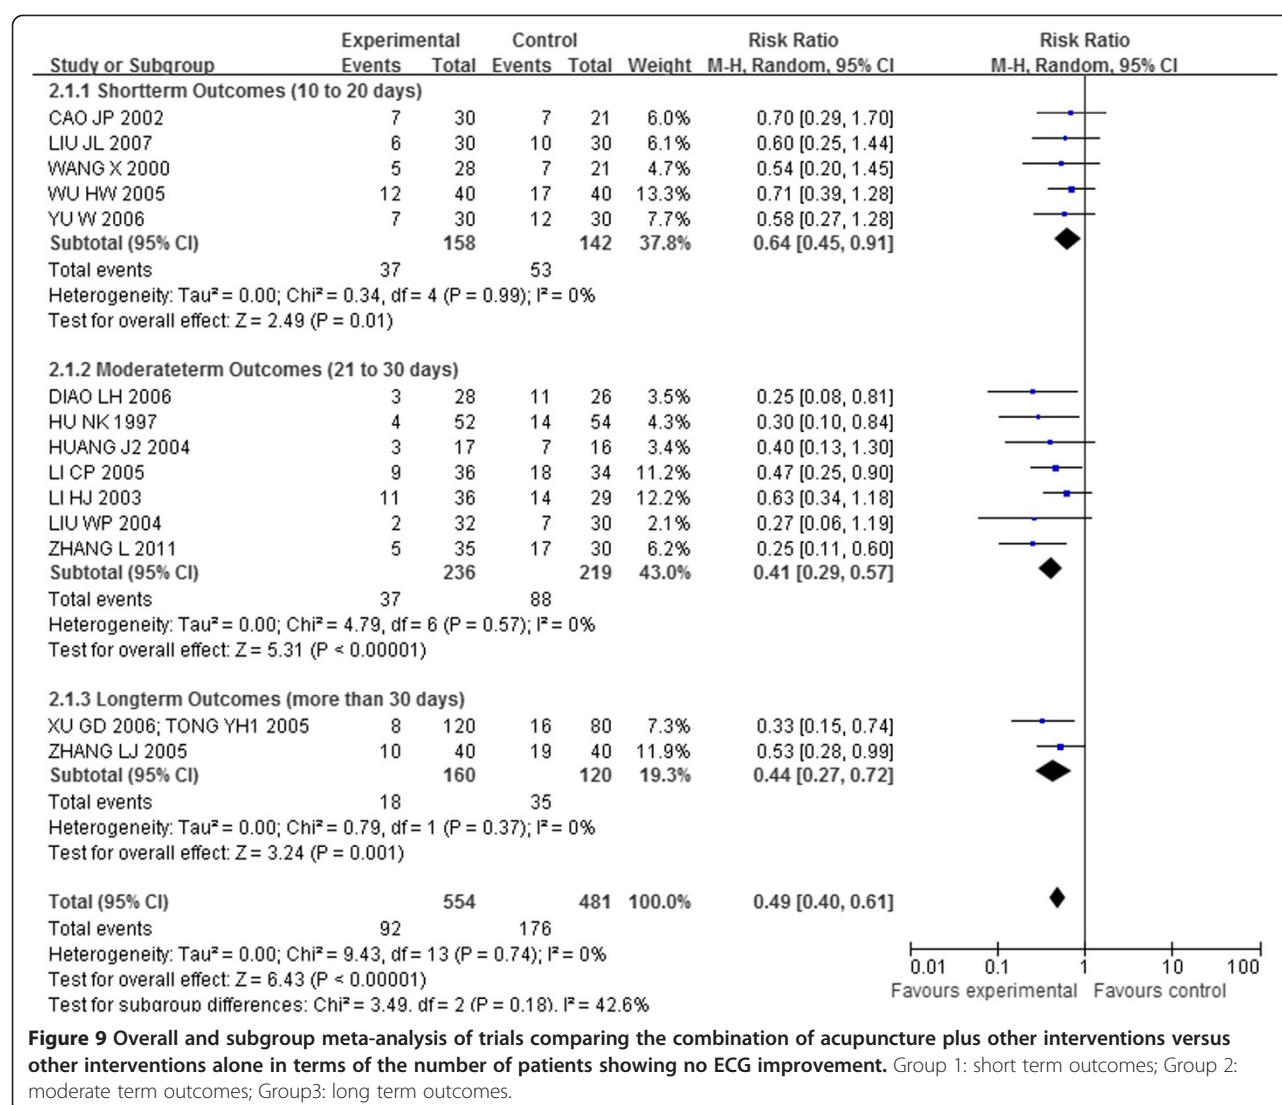 Experimental Control Risk Ratio Risk Ratio
Study or Subgroup Events Total Events Total Weight M-H, Random, 95% CI M-H, Random, 95% CI
2.1.1 Shortterm Outcomes (10 to 20 days)
CAO JP 2002 7 30 7 21 6.0% 0.70 [0.29, 1.70]
LIU JL 2007 6 30 10 30 6.1% 0.60 [0.25, 1.44]
WANG X 2000 5 28 7 21 4.7% 0.54 [0.20, 1.45]
WU HW 2005 12 40 17 40 13.3% 0.71 [0.39, 1.28]
YU W 2006 7 30 12 30 7.7% 0.58 [0.27, 1.28]
Subtotal (95% CI) 158 142 37.8% 0.64 [0.45, 0.91]
Total events 37 53
Heterogeneity: Tau² = 0.00; Chi² = 0.34, df = 4 (P = 0.99); I² = 0%
Test for overall effect: Z = 2.49 (P = 0.01)
2.1.2 Moderateterm Outcomes (21 to 30 days)
DIAO LH 2006 3 28 11 26 3.5% 0.25 [0.08, 0.81]
HU NK 1997 4 52 14 54 4.3% 0.30 [0.10, 0.84]
HUANG J2 2004 3 17 7 16 3.4% 0.40 [0.13, 1.30]
LI CP 2005 9 36 18 34 11.2% 0.47 [0.25, 0.90]
LI HJ 2003 11 36 14 29 12.2% 0.63 [0.34, 1.18]
LIU WP 2004 2 32 7 30 2.1% 0.27 [0.06, 1.19]
ZHANG L 2011 5 35 17 30 6.2% 0.25 [0.11, 0.60]
Subtotal (95% CI) 236 219 43.0% 0.41 [0.29, 0.57]
Total events 37 88
Heterogeneity: Tau² = 0.00; Chi² = 4.79, df = 6 (P = 0.57); I² = 0%
Test for overall effect: Z = 5.31 (P < 0.00001)
2.1.3 Longterm Outcomes (more than 30 days)
XU GD 2006; TONG YH1 2005 8 120 16 80 7.3% 0.33 [0.15, 0.74]
ZHANG LJ 2005 10 40 19 40 11.9% 0.53 [0.28, 0.99]
Subtotal (95% CI) 160 120 19.3% 0.44 [0.27, 0.72]
Total events 18 35
Heterogeneity: Tau² = 0.00; Chi² = 0.79, df = 1 (P = 0.37); I² = 0%
Test for overall effect: Z = 3.24 (P = 0.001)
Total (95% CI) 554 481 100.0% 0.49 [0.40, 0.61]
Total events 92 176
Heterogeneity: Tau² = 0.00; Chi² = 9.43, df = 13 (P = 0.74); I² = 0%
Test for overall effect: Z = 6.43 (P < 0.00001)
Test for subgroup differences: Chi² = 3.49, df = 2 (P = 0.18), I² = 42.6%
0.01 0.1 1 10 100
Favours experimental Favours control
Figure 9 Overall and subgroup meta-analysis of trials comparing the combination of acupuncture plus other interventions versus
other interventions alone in terms of the number of patients showing no ECG improvement. Group 1: short term outcomes; Group 2:
moderate term outcomes; Group3: long term outcomes.